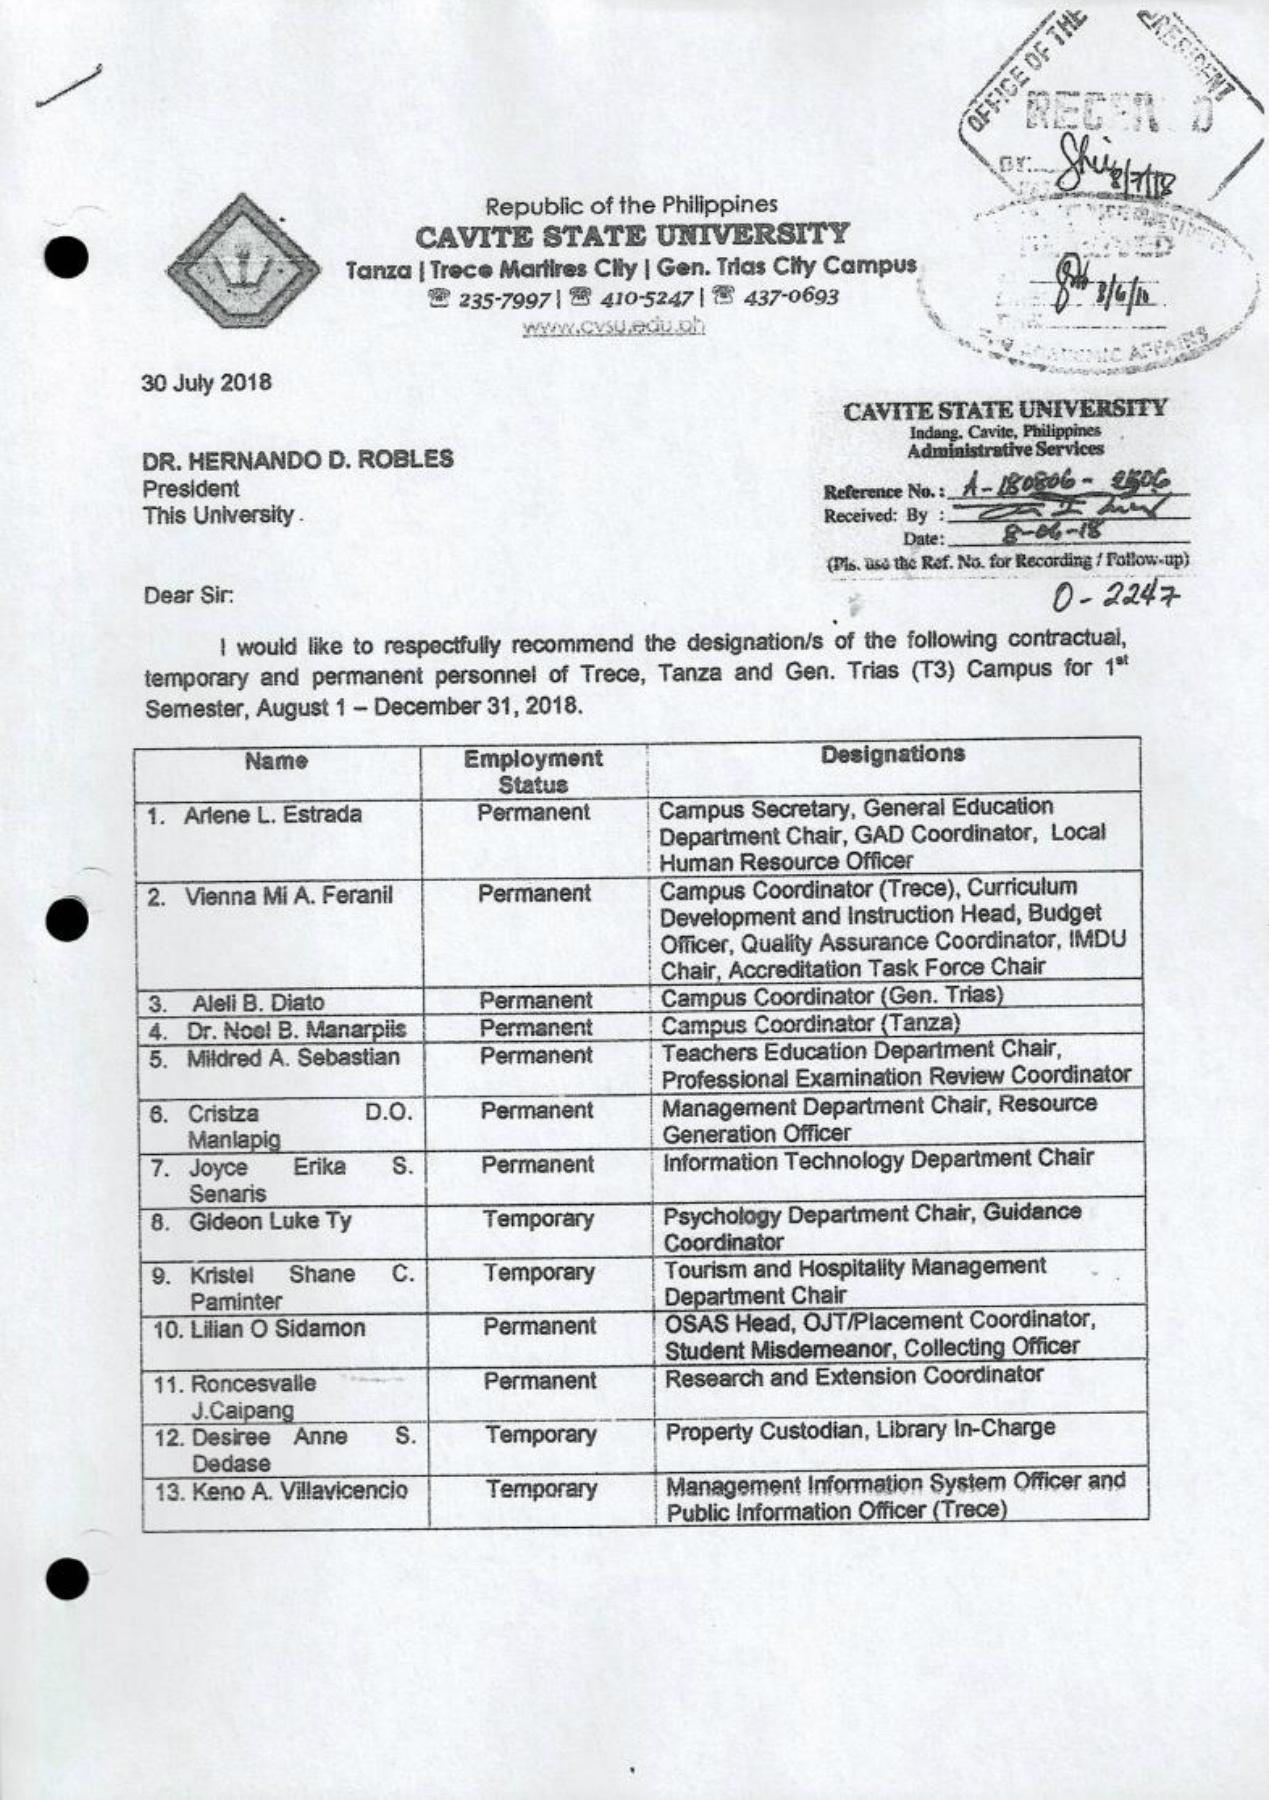 OFFICE OF THE PRESIDENT
BY:
8/7/18
Republic of the Philippines
CAVITE STATE UNIVERSITY
Tanza | Trece Martires City | Gen. Trias City Campus
☎ 235-7997 | ☎ 410-5247 | ☎ 437-0693
www.cvsu.edu.ph
ACADEMIC AFFAIRS
30 July 2018
CAVITE STATE UNIVERSITY
Indang, Cavite, Philippines
Administrative Services
Reference No.: A-180806-
Received: By :
Date: 8-06-18
(Pls. use the Ref. No. for Recording / Follow-up)
O-2247
DR. HERNANDO D. ROBLES
President
This University.
Dear Sir:
I would like to respectfully recommend the designation/s of the following contractual,
temporary and permanent personnel of Trece, Tanza and Gen. Trias (T3) Campus for 1st
Semester, August 1 – December 31, 2018.
Name Employment Status Designations
1. Arlene L. Estrada Permanent Campus Secretary, General Education
Department Chair, GAD Coordinator, Local
Human Resource Officer
2. Vienna Mi A. Feranil Permanent Campus Coordinator (Trece), Curriculum
Development and Instruction Head, Budget
Officer, Quality Assurance Coordinator, IMDU
Chair, Accreditation Task Force Chair
3. Aleli B. Diato Permanent Campus Coordinator (Gen. Trias)
4. Dr. Noel B. Manarpiis Permanent Campus Coordinator (Tanza)
5. Mildred A. Sebastian Permanent Teachers Education Department Chair,
Professional Examination Review Coordinator
6. Cristza D.O. Permanent Management Department Chair, Resource
Manlapig Generation Officer
7. Joyce Erika S. Permanent Information Technology Department Chair
Senaris
8. Gideon Luke Ty Temporary Psychology Department Chair, Guidance
Coordinator
9. Kristel Shane C. Temporary Tourism and Hospitality Management
Paminter Department Chair
10. Lilian O Sidamon Permanent OSAS Head, OJT/Placement Coordinator,
Student Misdemeanor, Collecting Officer
11. Roncesvalle Permanent Research and Extension Coordinator
J.Caipang
12. Desiree Anne S. Temporary Property Custodian, Library In-Charge
Dedase
13. Keno A. Villavicencio Temporary Management Information System Officer and
Public Information Officer (Trece)